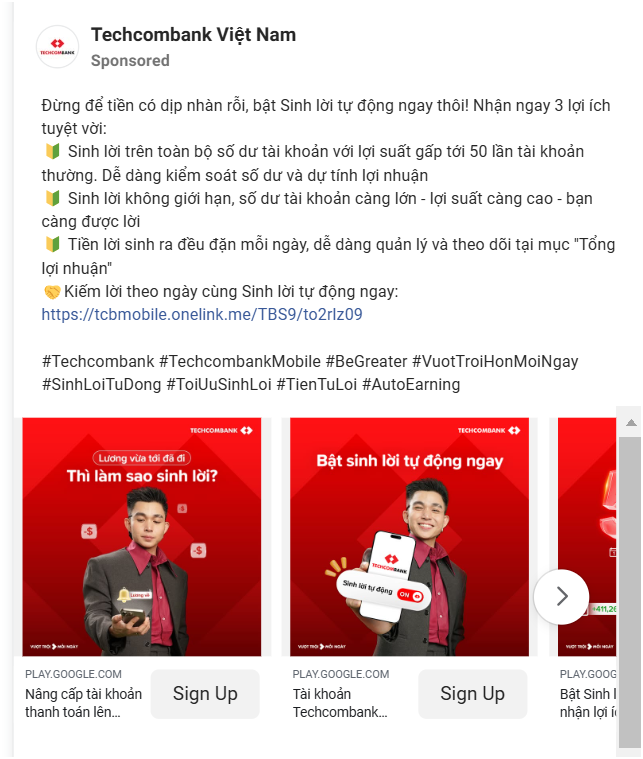 TECHCOMBANK
Techcombank Việt Nam
Sponsored
Đừng để tiền có dịp nhàn rỗi, bật Sinh lời tự động ngay thôi! Nhận ngay 3 lợi ích
tuyệt vời:
🔰 Sinh lời trên toàn bộ số dư tài khoản với lợi suất gấp tới 50 lần tài khoản
thường. Dễ dàng kiểm soát số dư và dự tính lợi nhuận
🔰 Sinh lời không giới hạn, số dư tài khoản càng lớn - lợi suất càng cao - bạn
càng được lời
🔰 Tiền lời sinh ra đều đặn mỗi ngày, dễ dàng quản lý và theo dõi tại mục "Tổng
lợi nhuận"
🤝Kiếm lời theo ngày cùng Sinh lời tự động ngay:
https://tcbmobile.onelink.me/TBS9/to2rlz09
#Techcombank #TechcombankMobile #BeGreater #VuotTroiHonMoiNgay
#SinhLoiTuDong #ToiUuSinhLoi #TienTuLoi #AutoEarning
TECHCOMBANK
Lương vừa tới đã đi
Thì làm sao sinh lời?
-$
-$
Lương về
VƯỢT TRỘI MỖI NGÀY
PLAY.GOOGLE.COM
Nâng cấp tài khoản
thanh toán lên...
Sign Up
TECHCOMBANK
Bật sinh lời tự động ngay
TECHCOMBANK
Sinh lời tự động ON
VƯỢT TRỘI MỖI NGÀY
PLAY.GOOGLE.COM
Tài khoản
Techcombank...
Sign Up
+411,26
VƯỢT TRỘI MỖI NGÀY
PLAY.GOOG
Bật Sinh l
nhận lợi íc